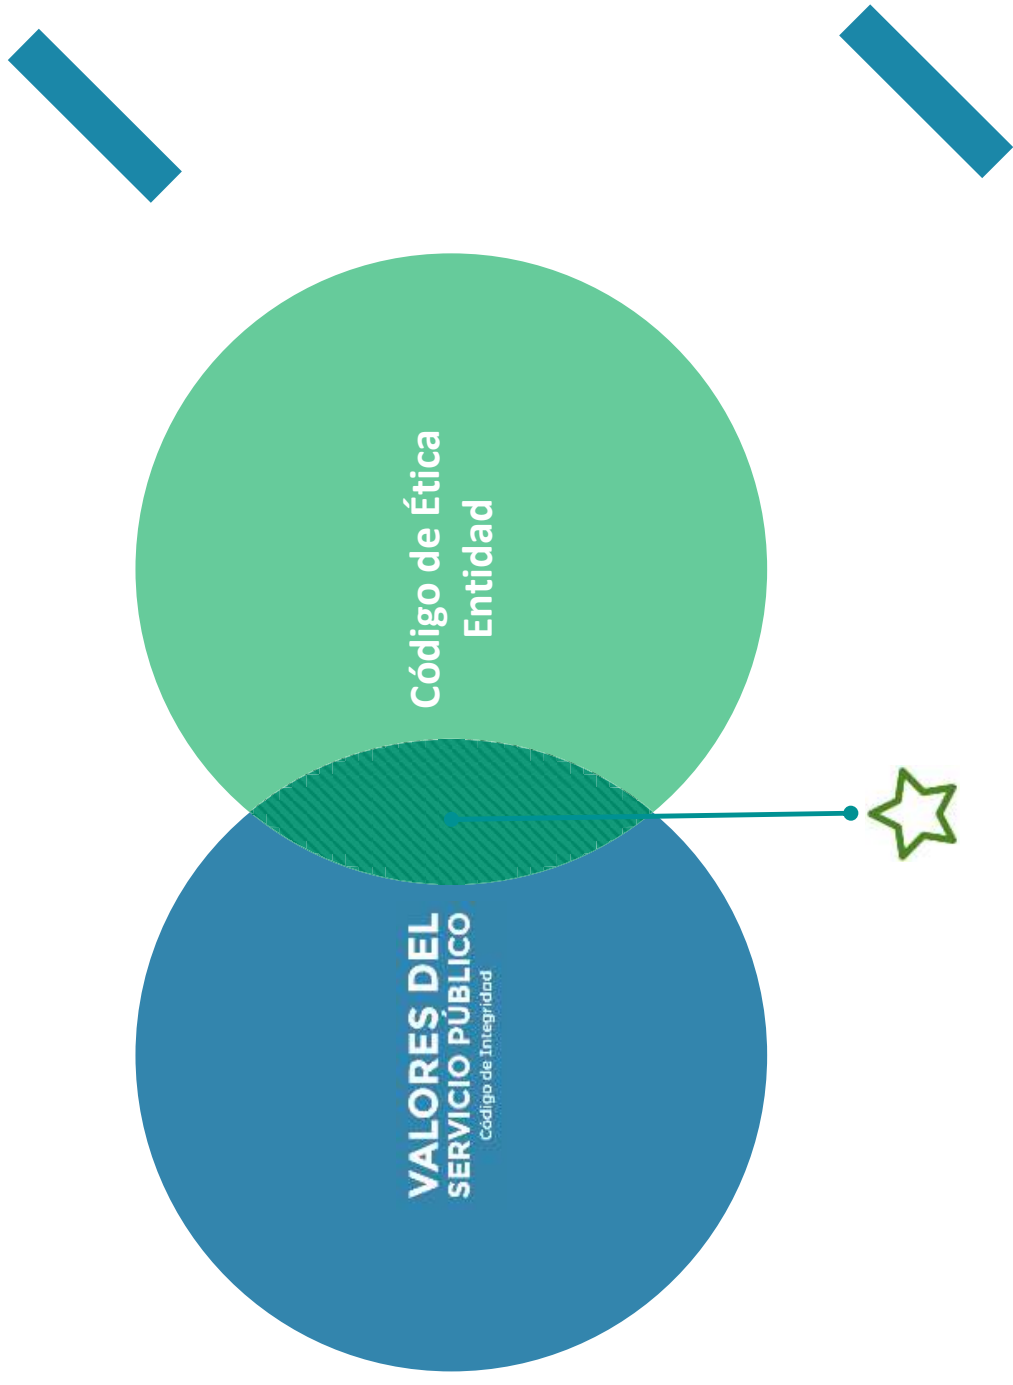 VALORES DEL
SERVICIO PÚBLICO
Código de Integridad
Código de Ética
Entidad